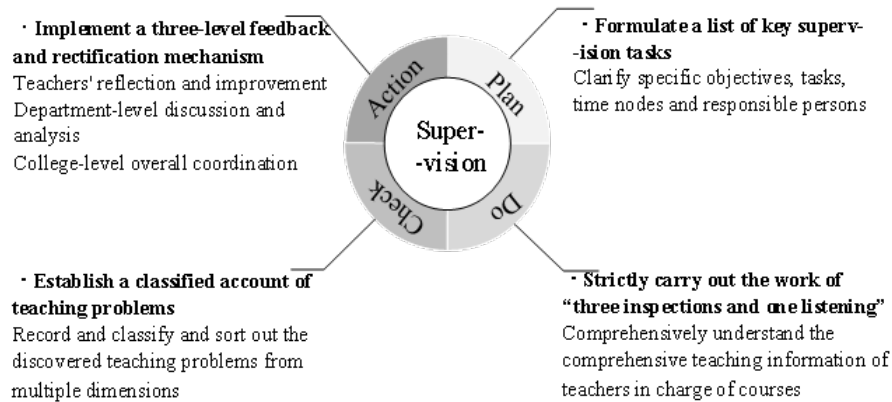 · Implement a three-level feedback
and rectification mechanism
Teachers' reflection and improvement
Department-level discussion and
analysis
College-level overall coordination
· Formulate a list of key superv-
-ision tasks
Clarify specific objectives, tasks,
time nodes and responsible persons
Action
Plan
Super-
-vision
Check
Do
· Establish a classified account of
teaching problems
Record and classify and sort out the
discovered teaching problems from
multiple dimensions
· Strictly carry out the work of
“three inspections and one listening”
Comprehensively understand the
comprehensive teaching information of
teachers in charge of courses